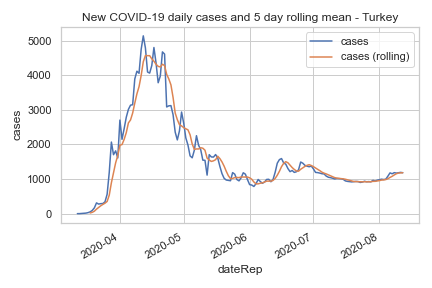 New COVID-19 daily cases and 5 day rolling mean - Turkey
cases
cases (rolling)
cases
5000
4000
3000
2000
1000
0
2020-04
2020-05
2020-06
2020-07
2020-08
dateRep